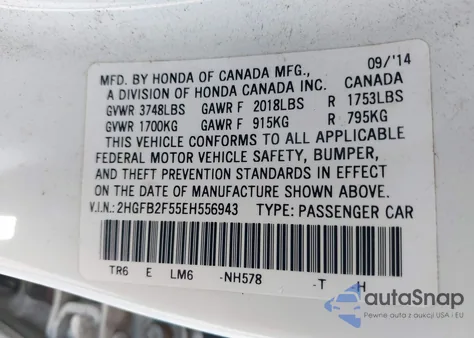 09/'14
MFD. BY HONDA OF CANADA MFG.,
A DIVISION OF HONDA CANADA INC. CANADA
GVWR 3748LBS GAWR F 2018LBS R 1753LBS
GVWR 1700KG GAWR F 915KG R 795KG
THIS VEHICLE CONFORMS TO ALL APPLICABLE
FEDERAL MOTOR VEHICLE SAFETY, BUMPER,
AND THEFT PREVENTION STANDARDS IN EFFECT
ON THE DATE OF MANUFACTURE SHOWN ABOVE.
V.I.N.: 2HGFB2F55EH556943 TYPE: PASSENGER CAR
TR6 E LM6 -NH578 -T H
autoSnap
Pewne auta z aukcji USA i EU